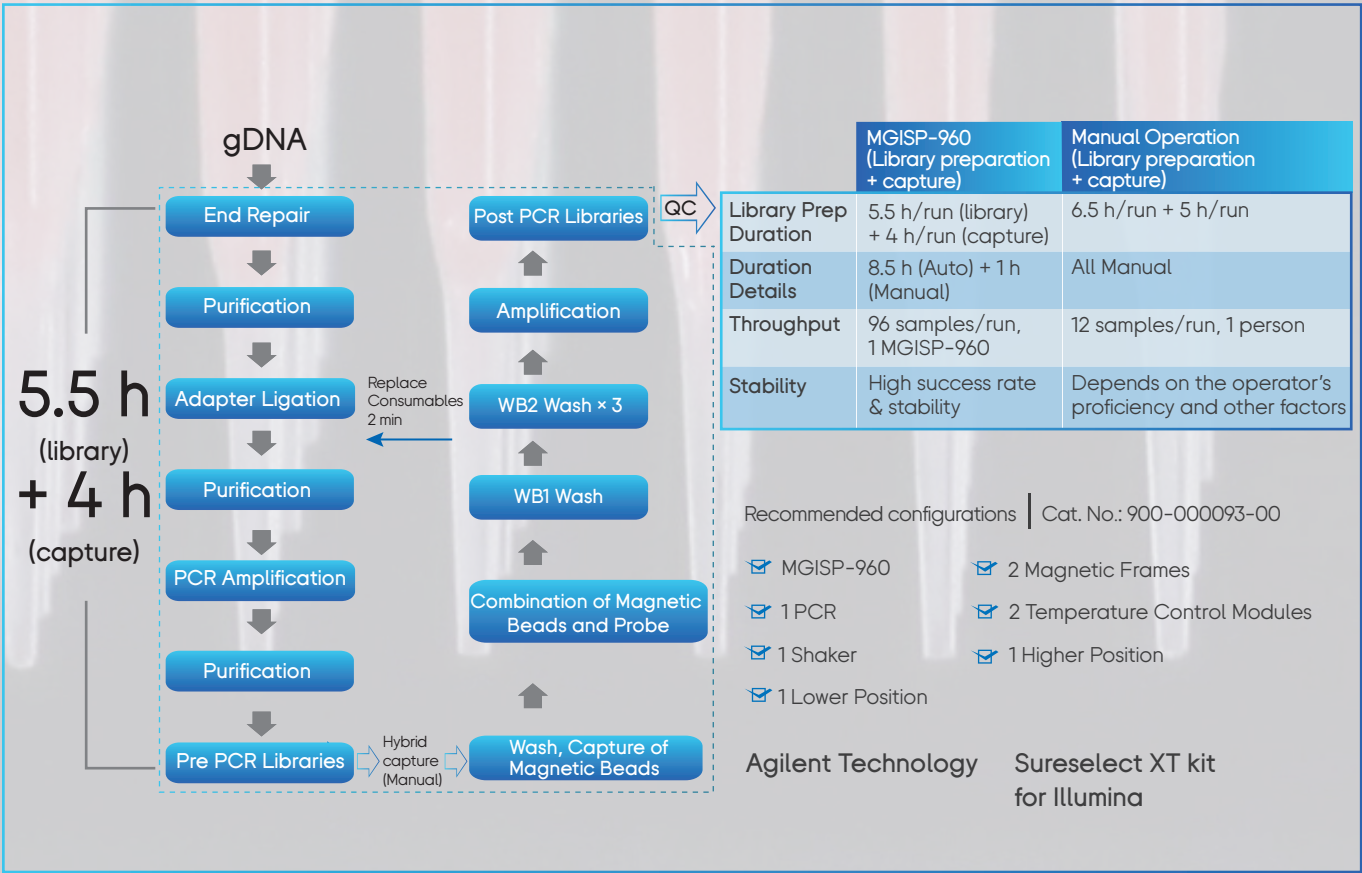 gDNA
End Repair
Purification
Adapter Ligation
Purification
PCR Amplification
Purification
Pre PCR Libraries
5.5 h
(library)
+ 4 h
(capture)
Hybrid
capture
(Manual)
Wash, Capture of
Magnetic Beads
Combination of Magnetic
Beads and Probe
WB1 Wash
WB2 Wash × 3
Replace
Consumables
2 min
Amplification
Post PCR Libraries
QC
MGISP-960
(Library preparation
+ capture)
Manual Operation
(Library preparation
+ capture)
Library Prep
Duration
5.5 h/run (library)
+ 4 h/run (capture)
6.5 h/run + 5 h/run
Duration
Details
8.5 h (Auto) + 1 h
(Manual)
All Manual
Throughput
96 samples/run,
1 MGISP-960
12 samples/run, 1 person
Stability
High success rate
& stability
Depends on the operator's
proficiency and other factors
Recommended configurations | Cat. No.: 900-000093-00
MGISP-960
1 PCR
1 Shaker
1 Lower Position
2 Magnetic Frames
2 Temperature Control Modules
1 Higher Position
Agilent Technology
Sureselect XT kit
for Illumina